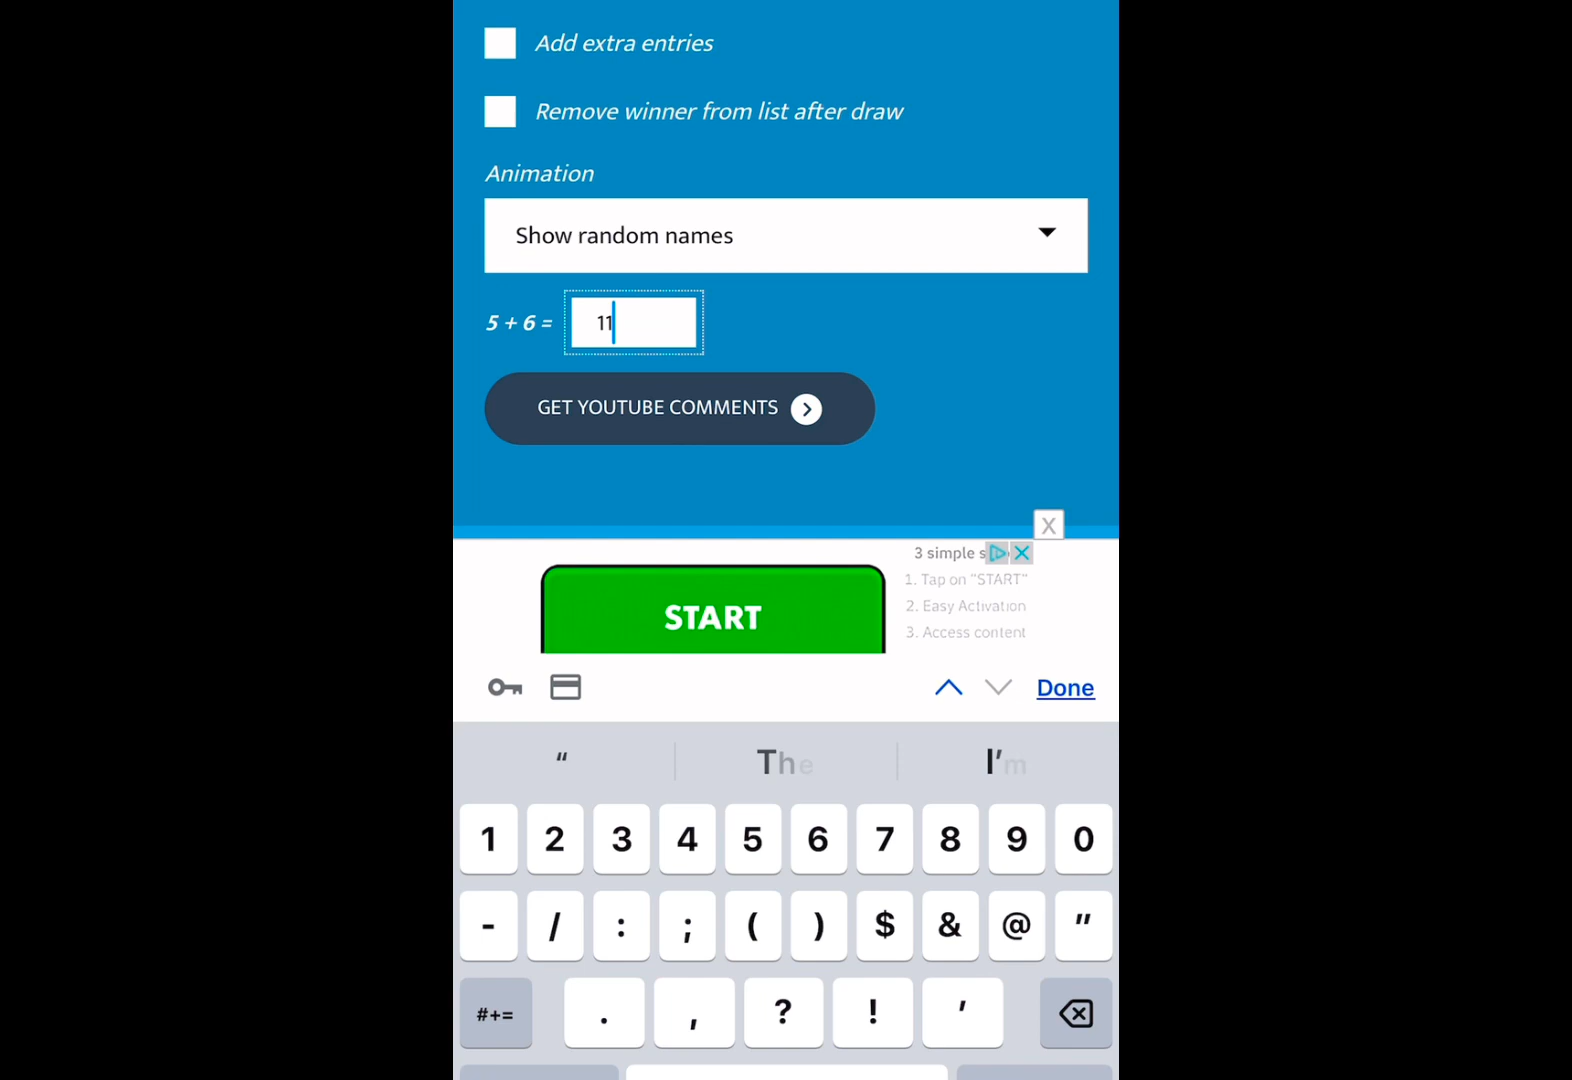 Add extra entries
Remove winner from list after draw
Animation
Show random names
5 + 6 =
11
GET YOUTUBE COMMENTS
X
3 simple s
START
1. Tap on "START"
2. Easy Activation
3. Access content
Done
“ The I’m
1 2 3 4 5 6 7 8 9 0
- / : ; ( ) $ & @ "
#+= . , ? ! ’